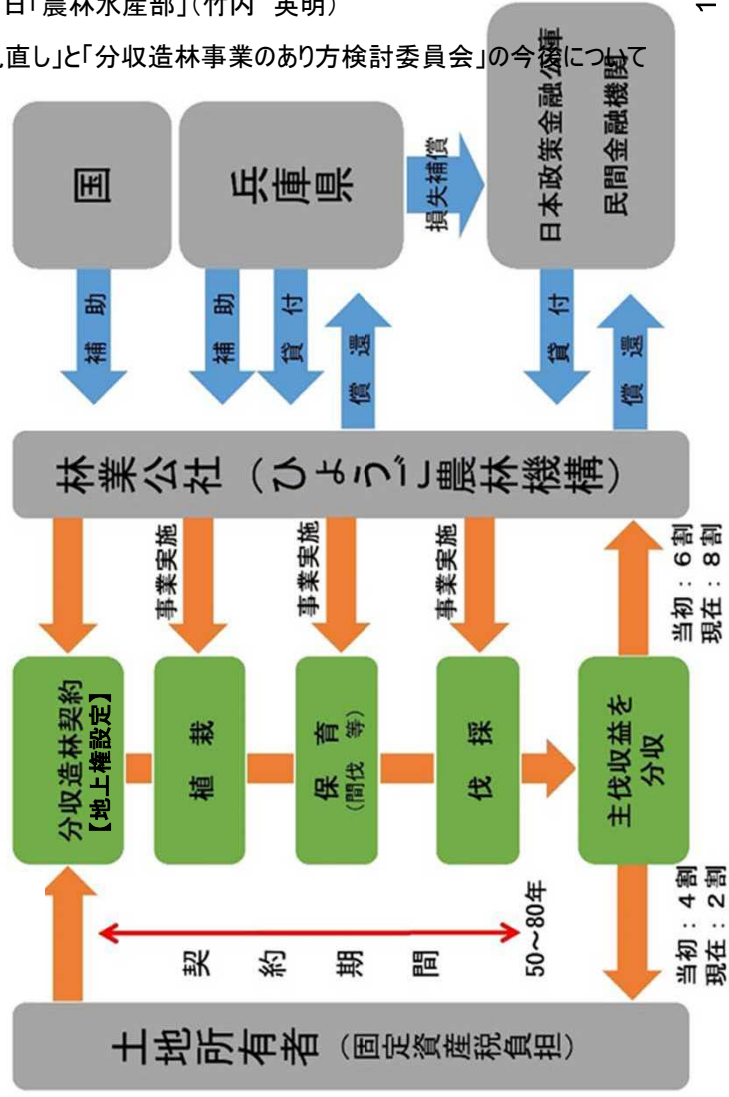 日「農林水産部」（竹内　英明）
直し」と「分収造林事業のあり方検討委員会」の今後について
1
国
兵庫県
損失補償
日本政策金融公庫
民間金融機関
補　助
補　助
貸　付
償　還
貸　付
償　還
林業公社（ひょうご農林機構）
事業実施
事業実施
事業実施
当初：６割
現在：８割
分収造林契約
【地上権設定】
植　栽
保　育
（間伐　等）
伐　採
主伐収益を
分収
契　約　期　間
50～80年
当初：４割
現在：２割
土地所有者（固定資産税負担）